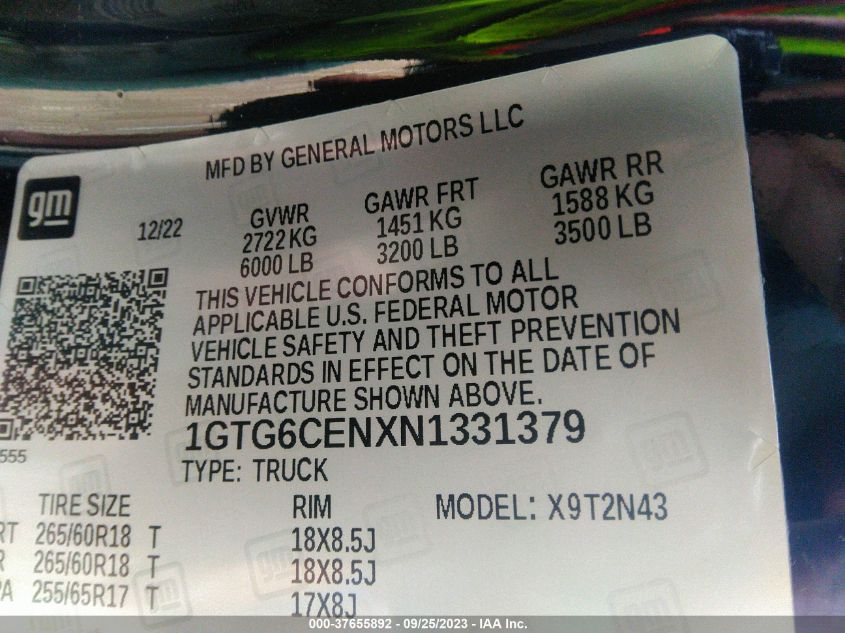 MFD BY GENERAL MOTORS LLC
gm
12/22
GVWR GAWR FRT GAWR RR
2722 KG 1451 KG 1588 KG
6000 LB 3200 LB 3500 LB
THIS VEHICLE CONFORMS TO ALL
APPLICABLE U.S. FEDERAL MOTOR
VEHICLE SAFETY AND THEFT PREVENTION
STANDARDS IN EFFECT ON THE DATE OF
MANUFACTURE SHOWN ABOVE.
1GTG6CENXN1331379
555
TYPE: TRUCK
TIRE SIZE RIM MODEL: X9T2N43
RT 265/60R18 T 18X8.5J
R 265/60R18 T 18X8.5J
PA 255/65R17 T 17X8J
000-37655892 - 09/25/2023 - IAA Inc.